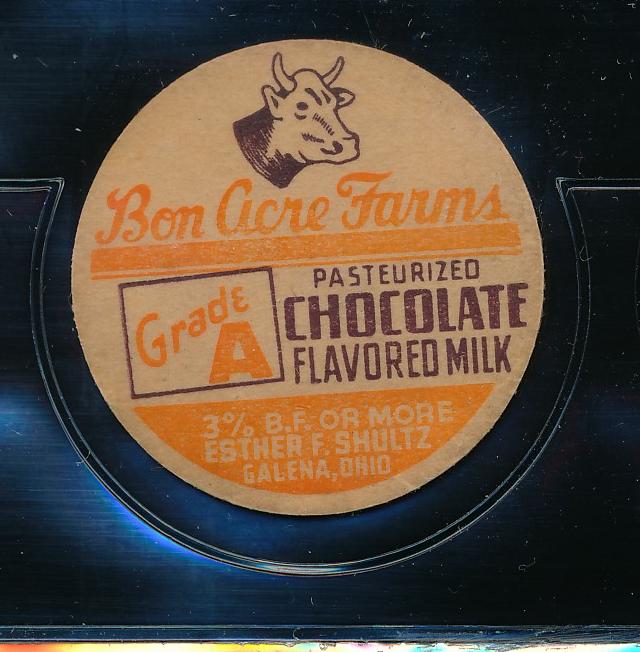 Bon Acre Farms
Grade
A
PASTEURIZED
CHOCOLATE
FLAVORED MILK
3% B.F. OR MORE
ESTHER F. SHULTZ
GALENA, OHIO